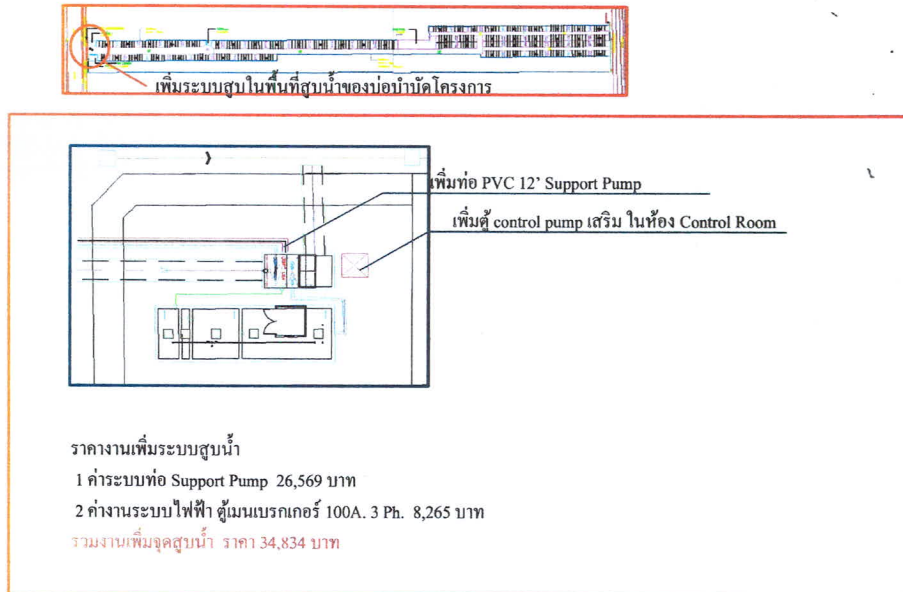 เพิ่มระบบสูบในพื้นที่สูบน้ำของบ่อบำบัดโครงการ
เพิ่มท่อ PVC 12' Support Pump
เพิ่มตู้ control pump เสริม ในห้อง Control Room
ราคางานเพิ่มระบบสูบน้ำ
1 ค่าระบบท่อ Support Pump 26,569 บาท
2 ค่างานระบบไฟฟ้า ตู้เมนเบรกเกอร์ 100A. 3 Ph. 8,265 บาท
รวมงานเพิ่มจุดสูบน้ำ ราคา 34,834 บาท